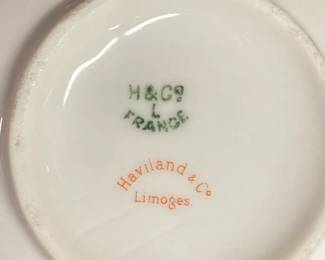 H & Cº
L
FRANCE
Haviland & Cº
Limoges.